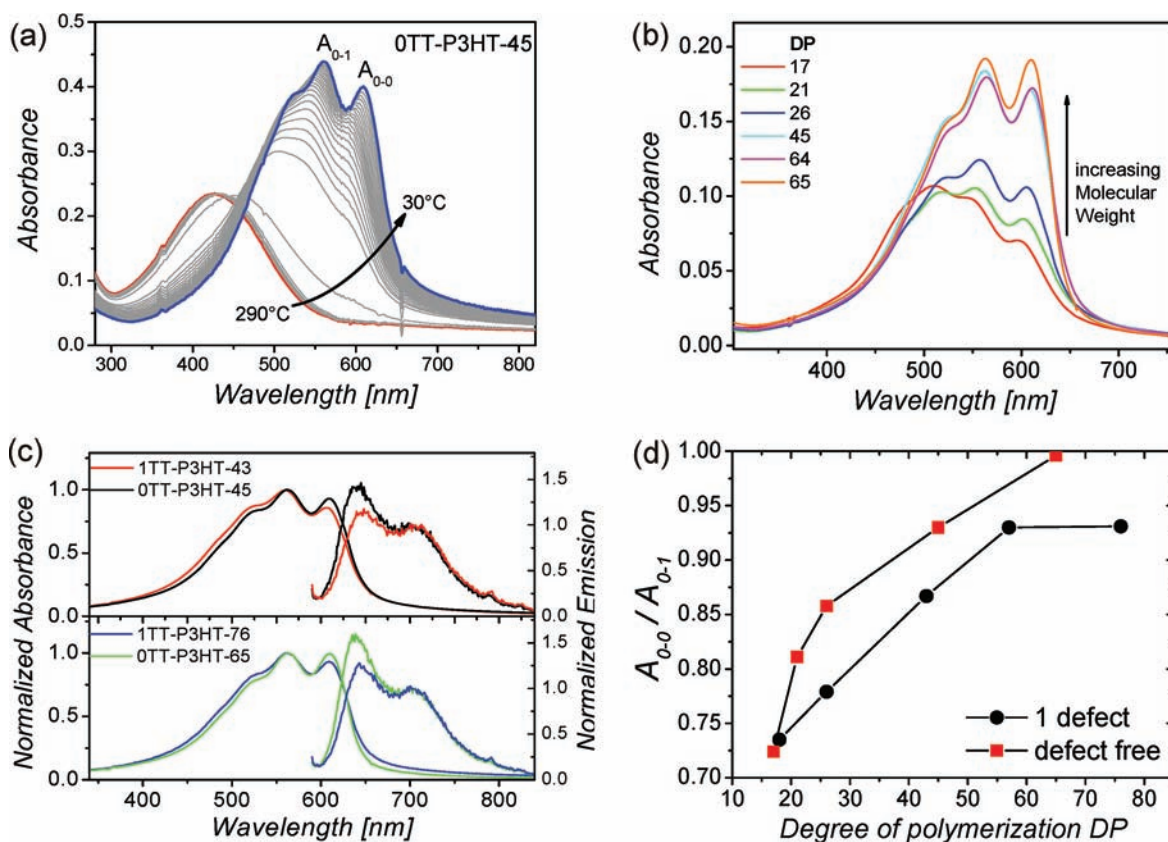 (a)
0TT-P3HT-45
A0-1
A0-0
30°C
290°C
Absorbance
0.5
0.4
0.3
0.2
0.1
0.0
300 400 500 600 700 800
Wavelength [nm]
(b)
DP
17
21
26
45
64
65
increasing
Molecular
Weight
Absorbance
0.20
0.15
0.10
0.05
0.00
400 500 600 700
Wavelength [nm]
(c)
1TT-P3HT-43
0TT-P3HT-45
1TT-P3HT-76
0TT-P3HT-65
Normalized Absorbance
1.0
0.5
0.0
1.0
0.5
0.0
Normalized Emission
1.5
1.0
0.5
0.0
1.5
1.0
0.5
0.0
400 500 600 700 800
Wavelength [nm]
(d)
A0-0 / A0-1
1.00
0.95
0.90
0.85
0.80
0.75
0.70
1 defect
defect free
10 20 30 40 50 60 70 80
Degree of polymerization DP